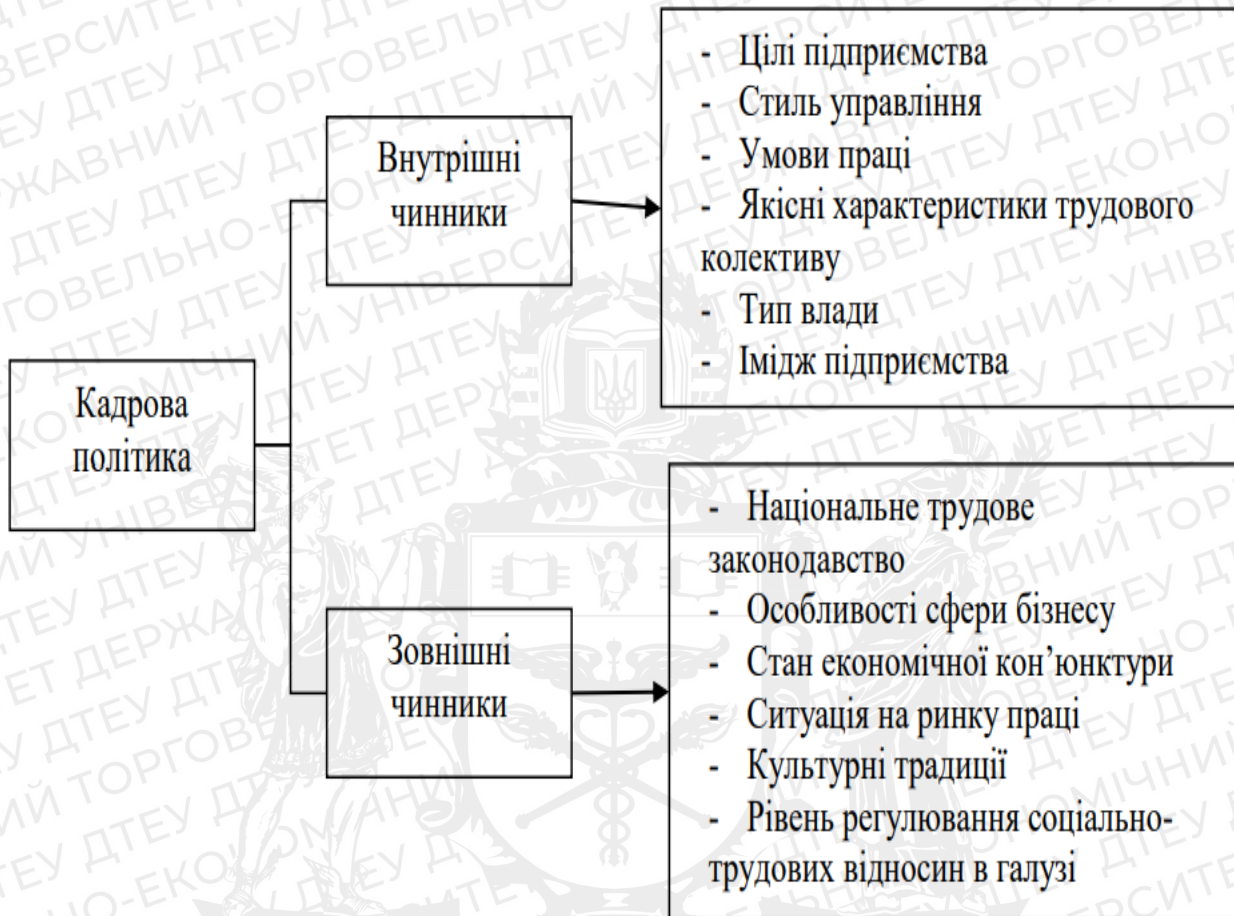 - Цілі підприємства
- Стиль управління
- Умови праці
- Якісні характеристики трудового
колективу
- Тип влади
- Імідж підприємства
Внутрішні
чинники
Кадрова
політика
Зовнішні
чинники
- Національне трудове
законодавство
- Особливості сфери бізнесу
- Стан економічної кон’юнктури
- Ситуація на ринку праці
- Культурні традиції
- Рівень регулювання соціально-
трудових відносин в галузі